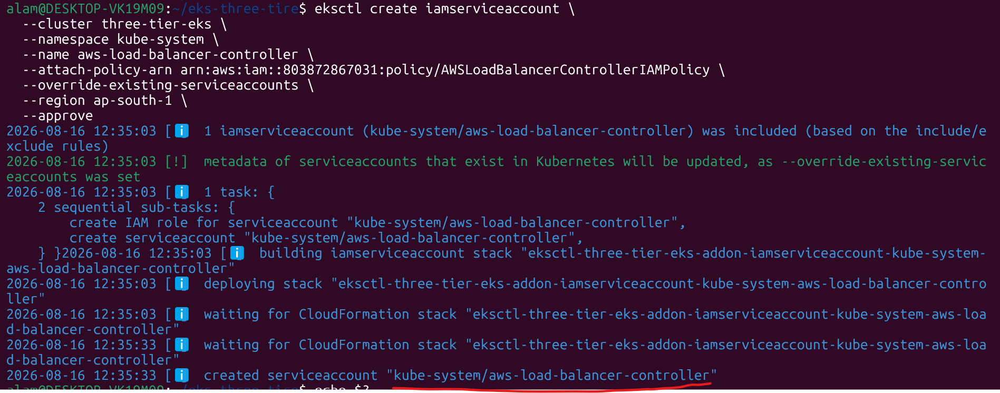 alam@DESKTOP-VK19M09:~/eks-three-tire$ eksctl create iamserviceaccount \
  --cluster three-tier-eks \
  --namespace kube-system \
  --name aws-load-balancer-controller \
  --attach-policy-arn arn:aws:iam::803872867031:policy/AWSLoadBalancerControllerIAMPolicy \
  --override-existing-serviceaccounts \
  --region ap-south-1 \
  --approve
2026-08-16 12:35:03 [ℹ]  1 iamserviceaccount (kube-system/aws-load-balancer-controller) was included (based on the include/e
xclude rules)
2026-08-16 12:35:03 [!]  metadata of serviceaccounts that exist in Kubernetes will be updated, as --override-existing-servic
eaccounts was set
2026-08-16 12:35:03 [ℹ]  1 task: {
    2 sequential sub-tasks: {
        create IAM role for serviceaccount "kube-system/aws-load-balancer-controller",
        create serviceaccount "kube-system/aws-load-balancer-controller",
    } }2026-08-16 12:35:03 [ℹ]  building iamserviceaccount stack "eksctl-three-tier-eks-addon-iamserviceaccount-kube-system-
aws-load-balancer-controller"
2026-08-16 12:35:03 [ℹ]  deploying stack "eksctl-three-tier-eks-addon-iamserviceaccount-kube-system-aws-load-balancer-contro
ller"
2026-08-16 12:35:03 [ℹ]  waiting for CloudFormation stack "eksctl-three-tier-eks-addon-iamserviceaccount-kube-system-aws-loa
d-balancer-controller"
2026-08-16 12:35:33 [ℹ]  waiting for CloudFormation stack "eksctl-three-tier-eks-addon-iamserviceaccount-kube-system-aws-loa
d-balancer-controller"
2026-08-16 12:35:33 [ℹ]  created serviceaccount "kube-system/aws-load-balancer-controller"
alam@DESKTOP-VK19M09:~/eks-three-tire$ echo $?